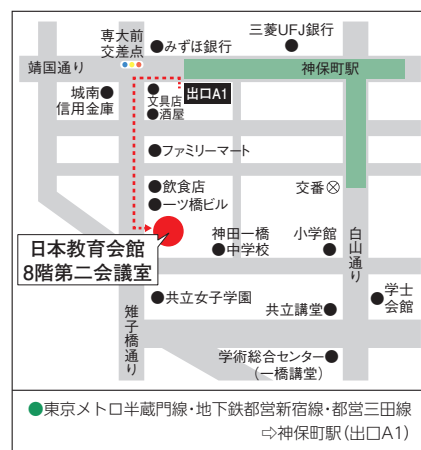 専大前
交差点
●みずほ銀行
三菱UFJ銀行
●
靖国通り
神保町駅
城南●
信用金庫
●
文具店
●酒屋
出口A1
●ファミリーマート
●飲食店
●一ツ橋ビル
交番⊗
日本教育会館
8階第二会議室
神田一橋
●中学校
小学館
●
白山通り
●共立女子学園
共立講堂●
●学士
会館
雉子橋通り
学術総合センター●
(一橋講堂)
●東京メトロ半蔵門線・地下鉄都営新宿線・都営三田線
⇨神保町駅(出口A1)